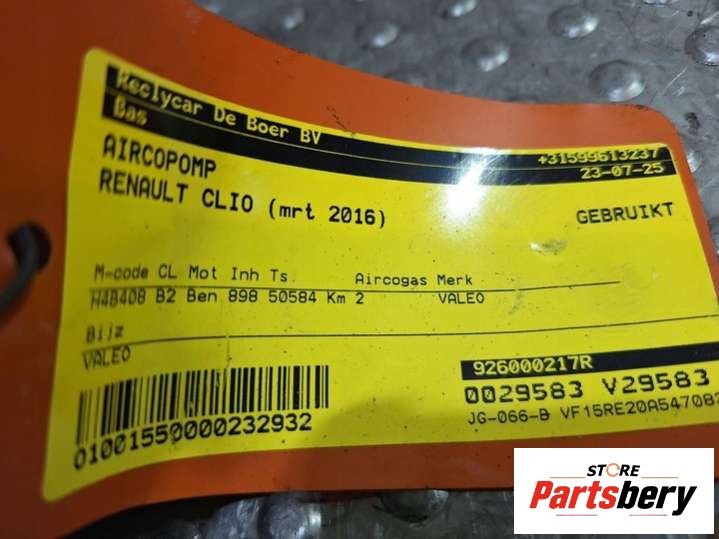 Reclycar De Boer BV
Bas
+31599613237
23-07-25
AIRCOPOMP
RENAULT CLIO (mrt 2016)
GEBRUIKT
M-code CL Mot Inh Ts. Aircogas Merk
H4B408 B2 Ben 898 50584 Km 2 VALEO
Bijz
VALEO
926000217R
0029583 V29583
JG-066-B VF15RE20A547082
01001550000232932
STORE
Partsbery